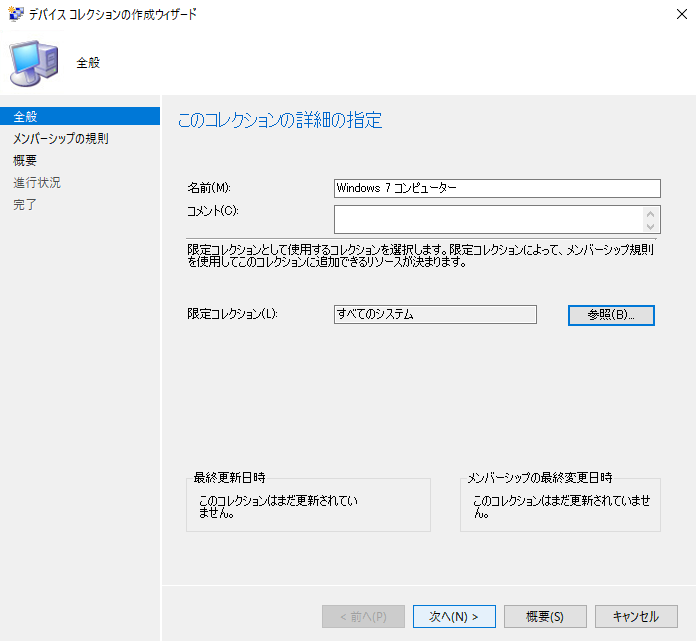 デバイス コレクションの作成ウィザード
全般
全般
メンバーシップの規則
概要
進行状況
完了
このコレクションの詳細の指定
名前(M):
Windows 7 コンピューター
コメント(C):
限定コレクションとして使用するコレクションを選択します。限定コレクションによって、メンバーシップ規則
を使用してこのコレクションに追加できるリソースが決まります。
限定コレクション(L):
すべてのシステム
参照(B)...
最終更新日時
このコレクションはまだ更新されてい
ません。
メンバーシップの最終変更日時
このコレクションはまだ更新されていませ
ん。
< 前へ(P)
次へ(N) >
概要(S)
キャンセル